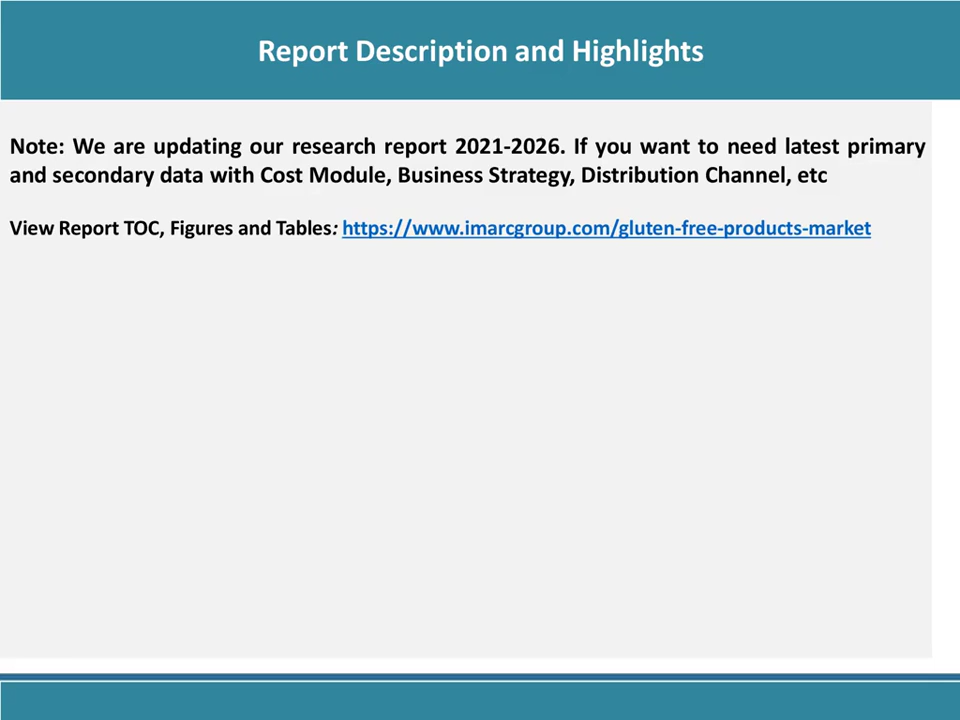 Report Description and Highlights
Note: We are updating our research report 2021-2026. If you want to need latest primary
and secondary data with Cost Module, Business Strategy, Distribution Channel, etc
View Report TOC, Figures and Tables: https://www.imarcgroup.com/gluten-free-products-market